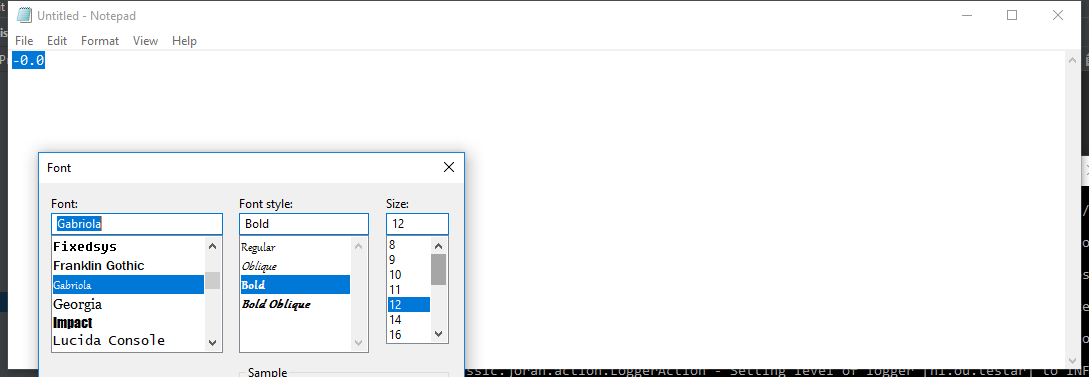 Untitled - Notepad
File Edit Format View Help
-0.0
Font
Font: Font style: Size:
Gabriola Bold 12
Fixedsys Regular 8
Franklin Gothic Oblique 9
Gabriola Bold 10
Georgia Bold Oblique 11
Impact 12
Lucida Console 14
16
Sample
ssic.joran.action.LoggerAction - Setting level of logger [nl.ou.testar] to INF